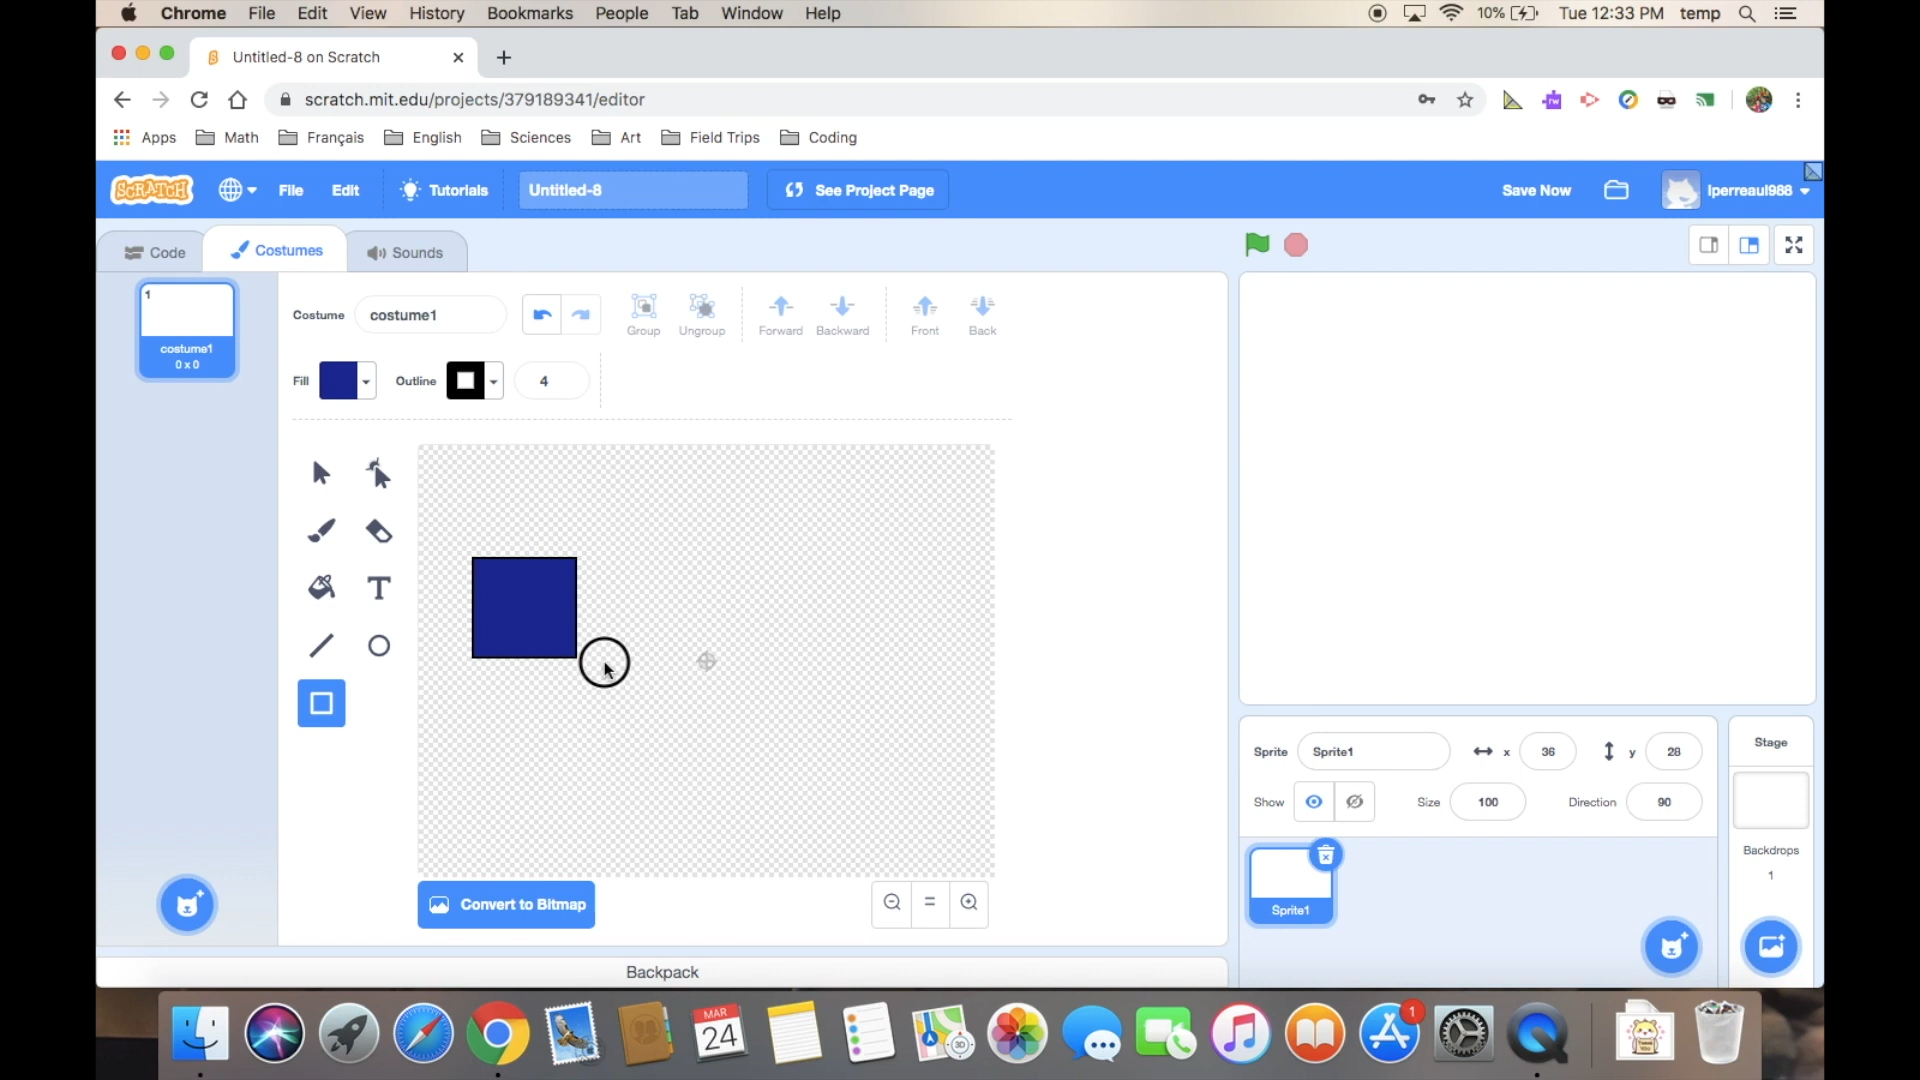 Chrome File Edit View History Bookmarks People Tab Window Help 10% Tue 12:33 PM temp
Untitled-8 on Scratch
scratch.mit.edu/projects/379189341/editor
Apps Math Français English Sciences Art Field Trips Coding
SCRATCH File Edit Tutorials Untitled-8 See Project Page Save Now lperreaul988
Code Costumes Sounds
1
costume1
0 x 0
Costume costume1 Group Ungroup Forward Backward Front Back
Fill Outline 4
T
Convert to Bitmap
Backpack
Sprite Sprite1 x 36 y 28
Show Size 100 Direction 90
Sprite1
Stage
Backdrops
1
MAR
24
3D
1